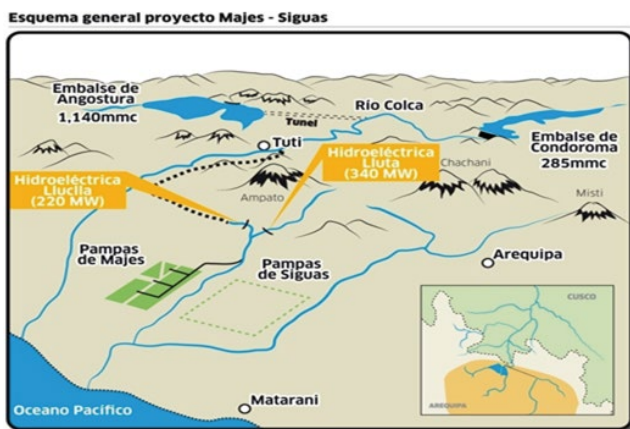 Esquema general proyecto Majes - Siguas
Embalse de
Angostura
1,140mmc
Tunel
Río Colca
Embalse de
Condoroma
285mmc
Tuti
Hidroeléctrica
Lluta
(340 MW)
Chachani
Misti
Hidroeléctrica
Lluclla
(220 MW)
Ampato
Pampas
de Majes
Pampas
de Siguas
Arequipa
CUSCO
AREQUIPA
Matarani
Oceano Pacifico